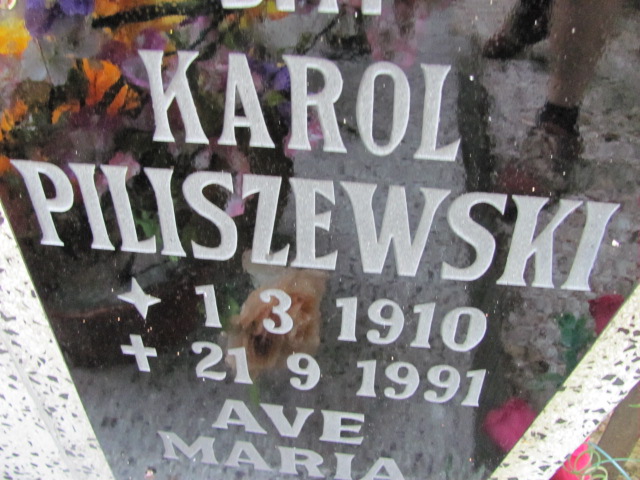 KAROL
PILISZEWSKI
1 3 1910
+ 21 9 1991
AVE
MARIA